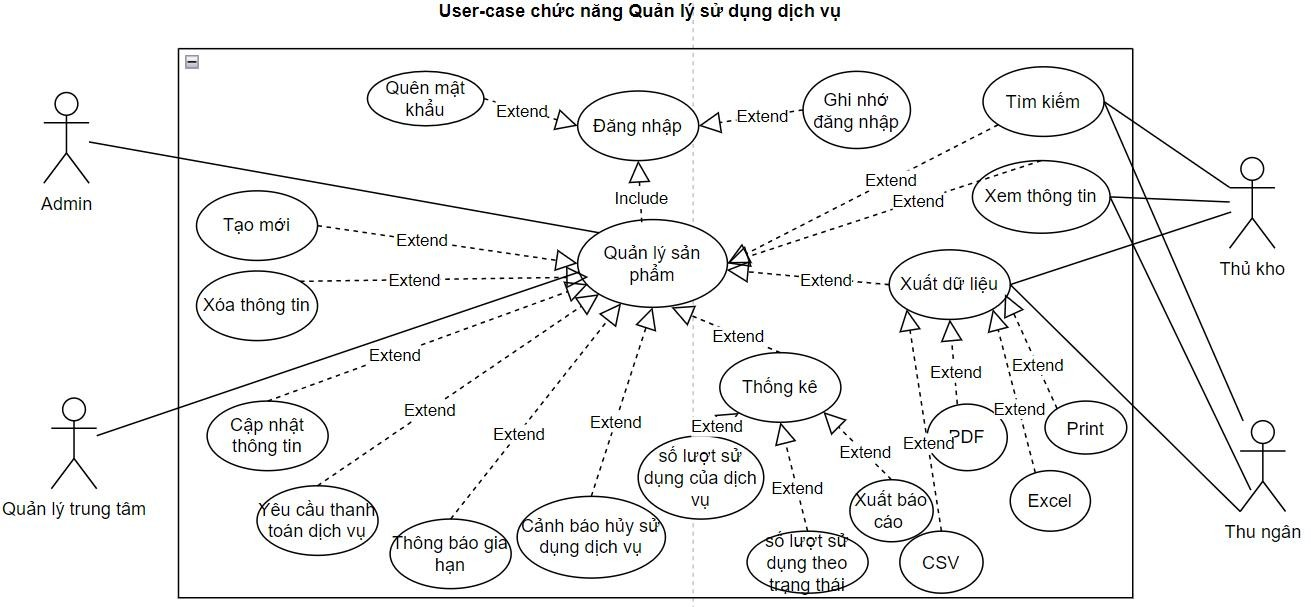 User-case chức năng Quản lý sử dụng dịch vụ
Quên mật
khẩu
Extend
Đăng nhập
Extend
Ghi nhớ
đăng nhập
Tìm kiếm
Admin
Include
Extend
Xem thông tin
Extend
Thủ kho
Tạo mới
Extend
Quản lý sản
phẩm
Xóa thông tin
Extend
Extend
Xuất dữ liệu
Extend
Extend
Thống kê
Extend
Extend
Cập nhật
thông tin
Extend
Extend
Extend
Extend
Extend
Extend
Extend
PDF
Print
Quản lý trung tâm
Yêu cầu thanh
toán dịch vụ
Thông báo gia
hạn
Cảnh báo hủy sử
dụng dịch vụ
số lượt sử
dụng của dịch
vụ
Extend
Xuất báo
cáo
Excel
số lượt sử
dụng theo
trạng thái
CSV
Thu ngân